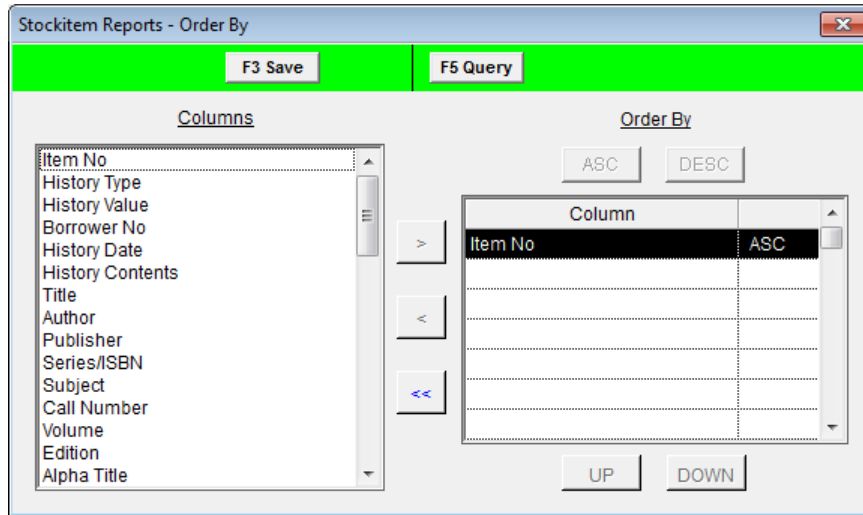 Stockitem Reports - Order By
F3 Save
F5 Query
Columns
Item No
History Type
History Value
Borrower No
History Date
History Contents
Title
Author
Publisher
Series/ISBN
Subject
Call Number
Volume
Edition
Alpha Title
>
<
<<
Order By
ASC DESC
Column
Item No ASC
UP DOWN